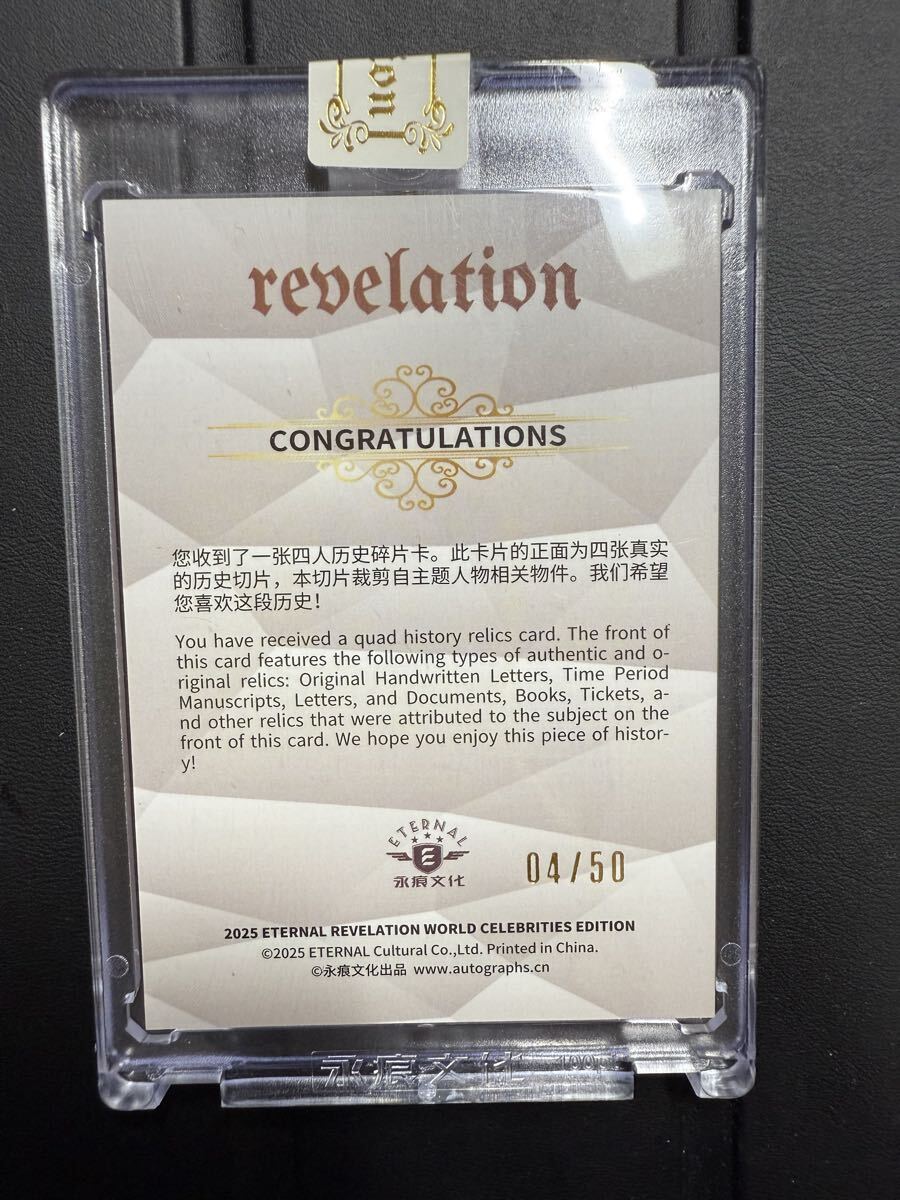 ion
revelation
CONGRATULATIONS
您收到了一张四人历史碎片卡。此卡片的正面为四张真实
的历史切片，本切片裁剪自主题人物相关物件。我们希望
您喜欢这段历史！
You have received a quad history relics card. The front of
this card features the following types of authentic and o-
riginal relics: Original Handwritten Letters, Time Period
Manuscripts, Letters, and Documents, Books, Tickets, a-
nd other relics that were attributed to the subject on the
front of this card. We hope you enjoy this piece of histor-
y!
ETERNAL
E
永痕文化
04/50
2025 ETERNAL REVELATION WORLD CELEBRITIES EDITION
©2025 ETERNAL Cultural Co.,Ltd. Printed in China.
©永痕文化出品 www.autographs.cn
永痕文化